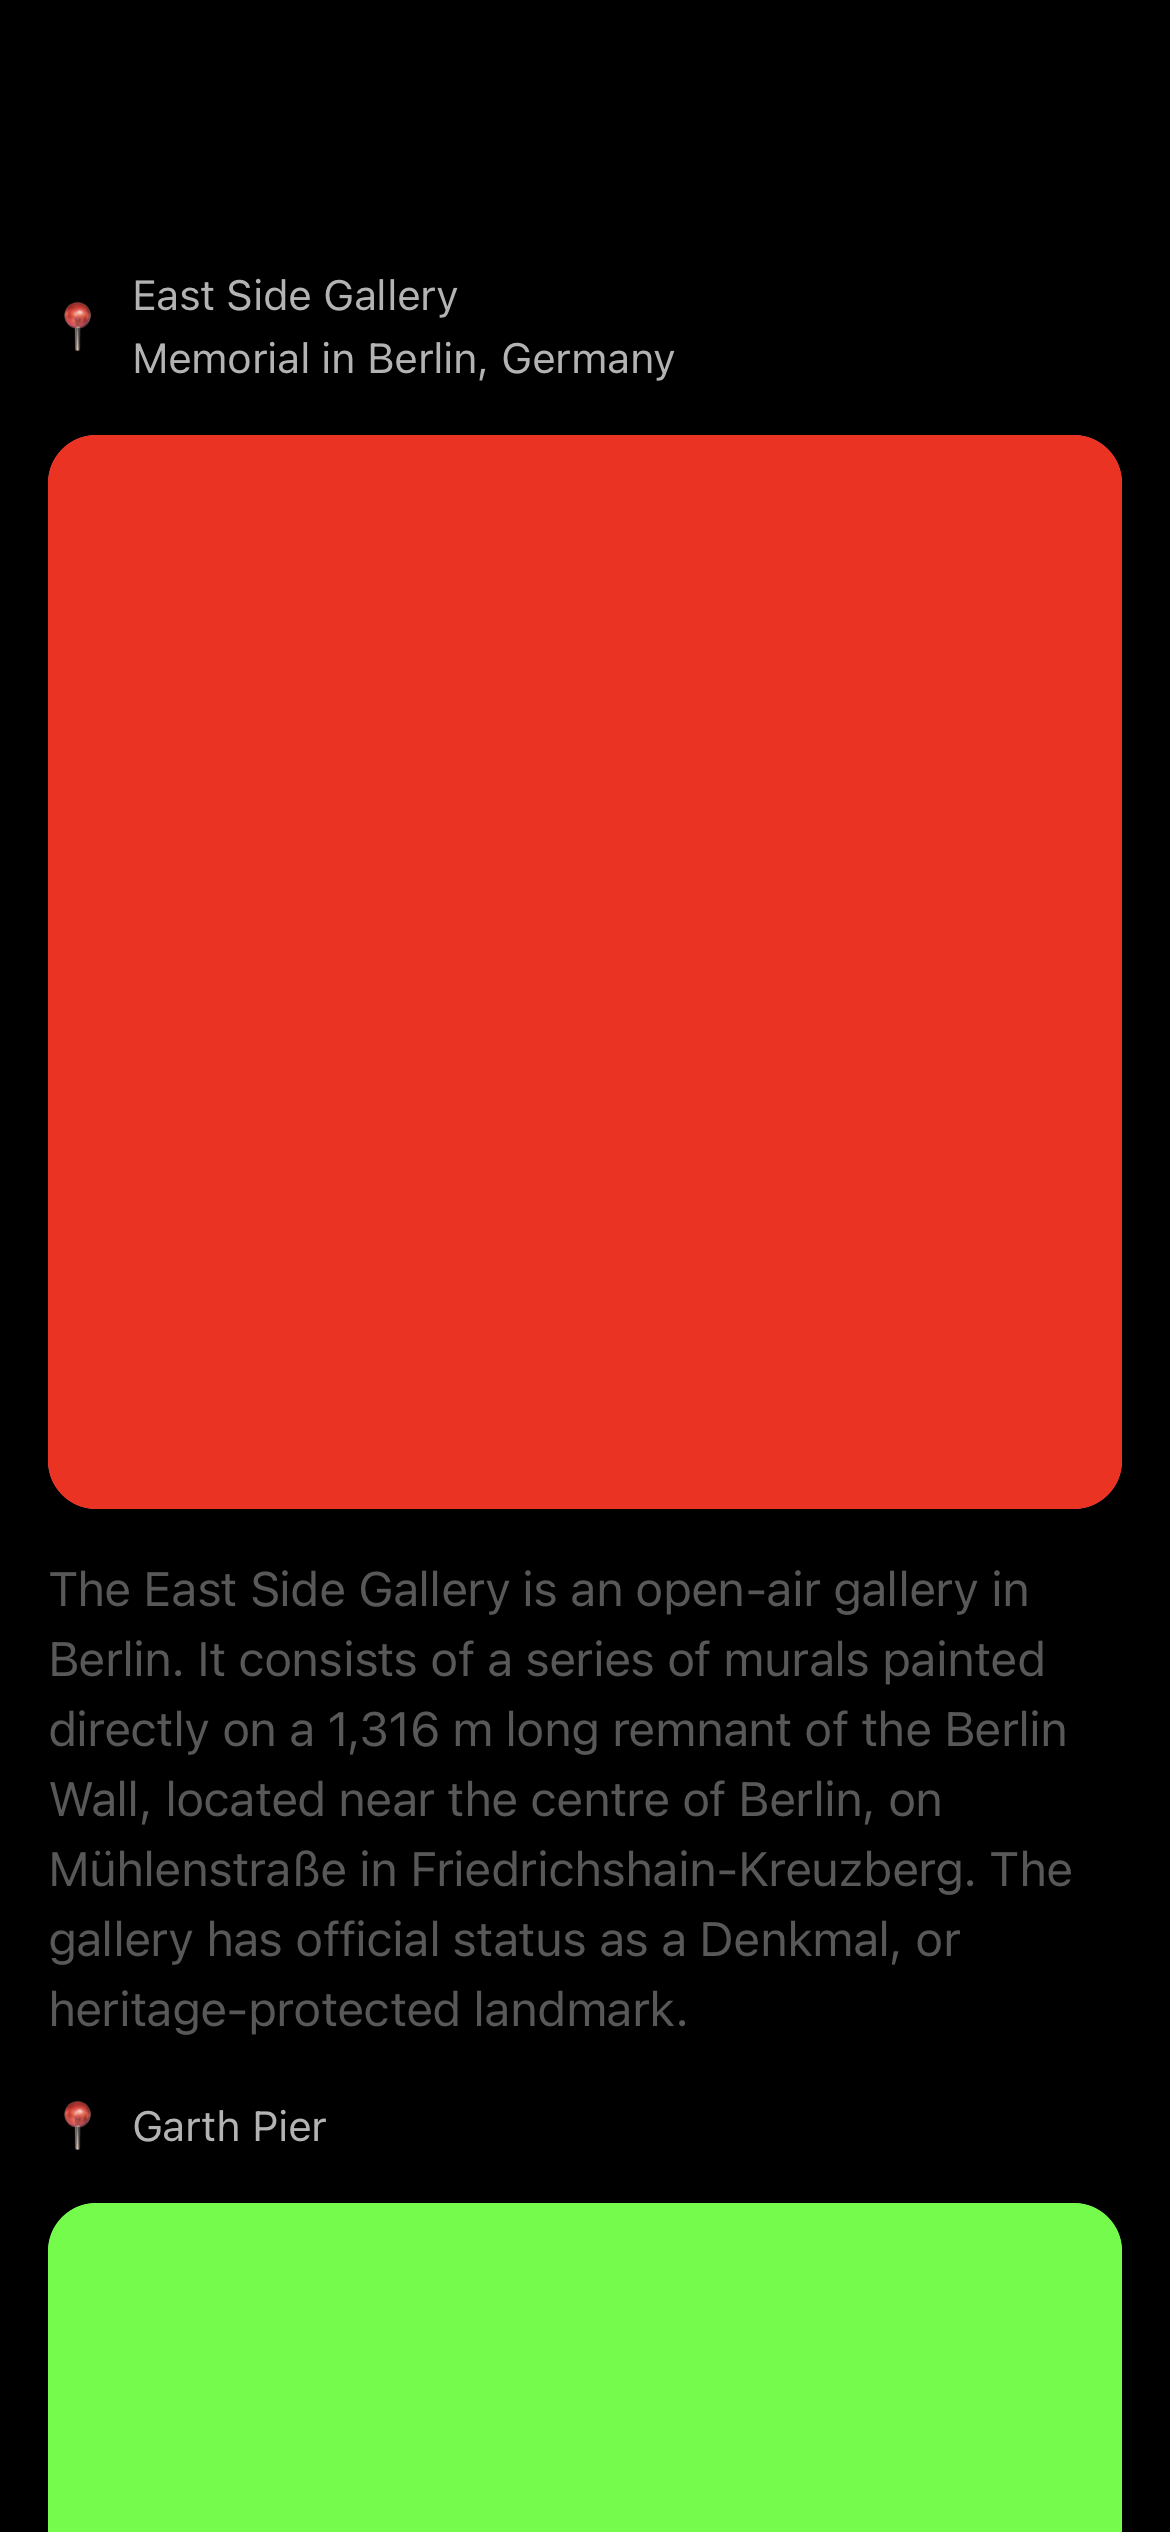 East Side Gallery
Memorial in Berlin, Germany
The East Side Gallery is an open-air gallery in
Berlin. It consists of a series of murals painted
directly on a 1,316 m long remnant of the Berlin
Wall, located near the centre of Berlin, on
Mühlenstraße in Friedrichshain-Kreuzberg. The
gallery has official status as a Denkmal, or
heritage-protected landmark.
Garth Pier